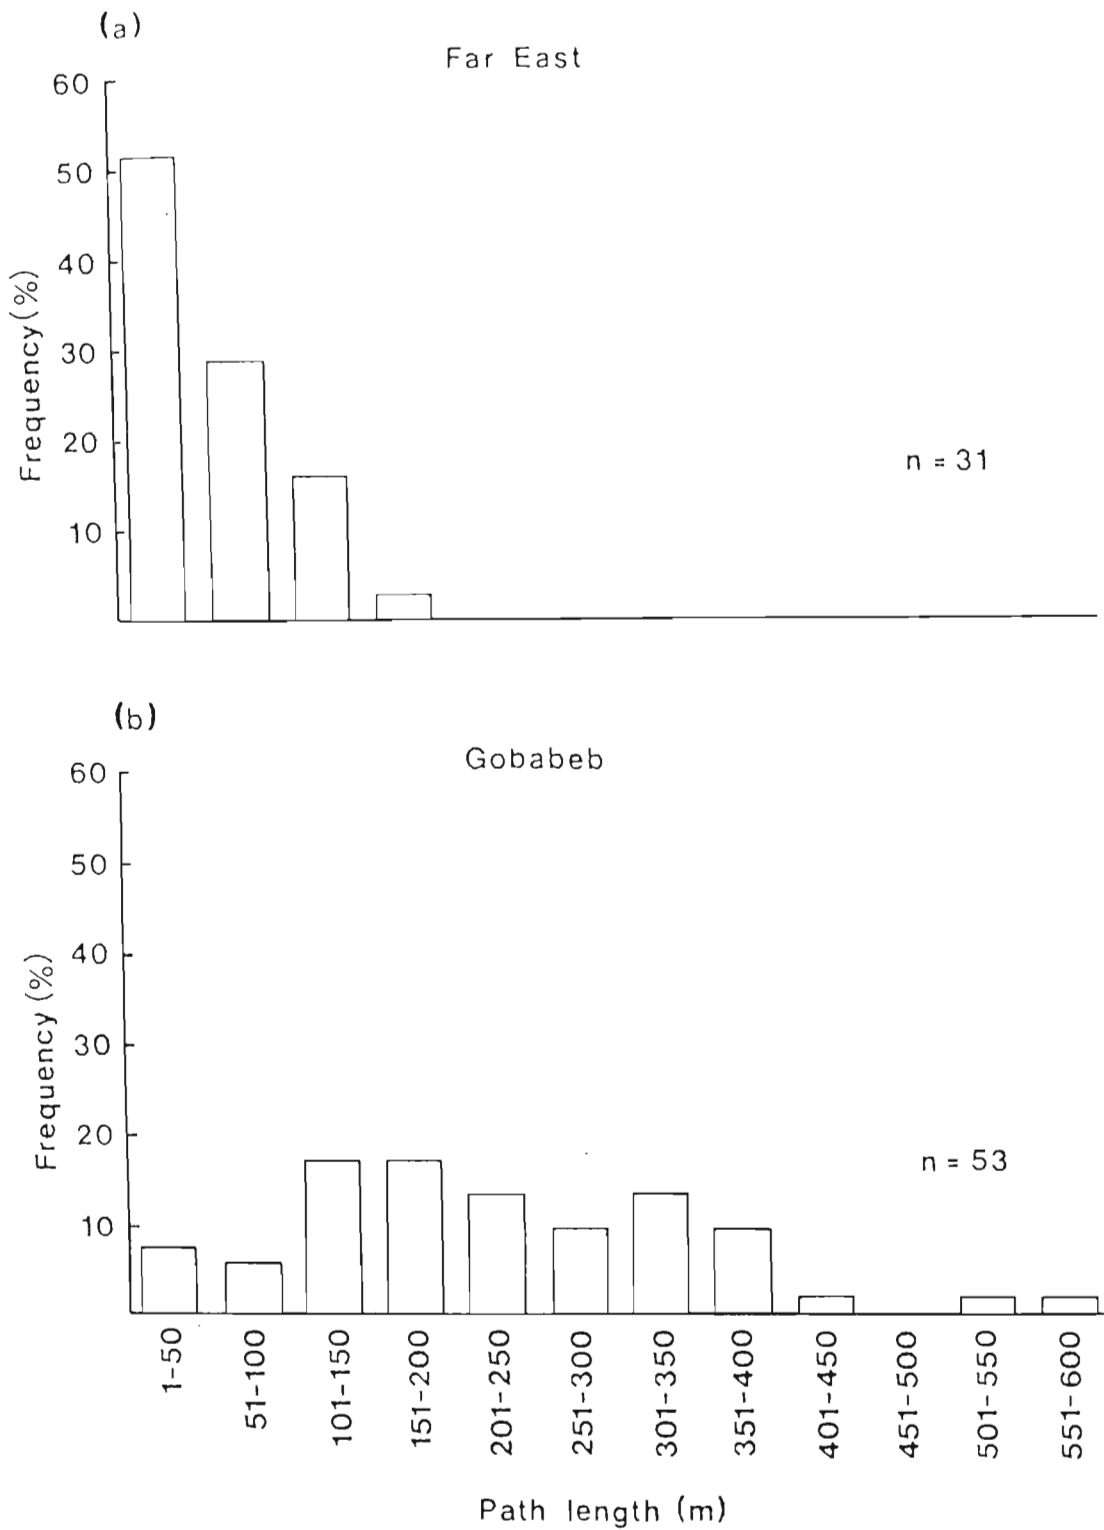 (a)
Far East
60
50
40
30
20
10
Frequency (%)
n = 31
(b)
Gobabeb
60
50
40
30
20
10
Frequency (%)
n = 53
1-50
51-100
101-150
151-200
201-250
251-300
301-350
351-400
401-450
451-500
501-550
551-600
Path length (m)